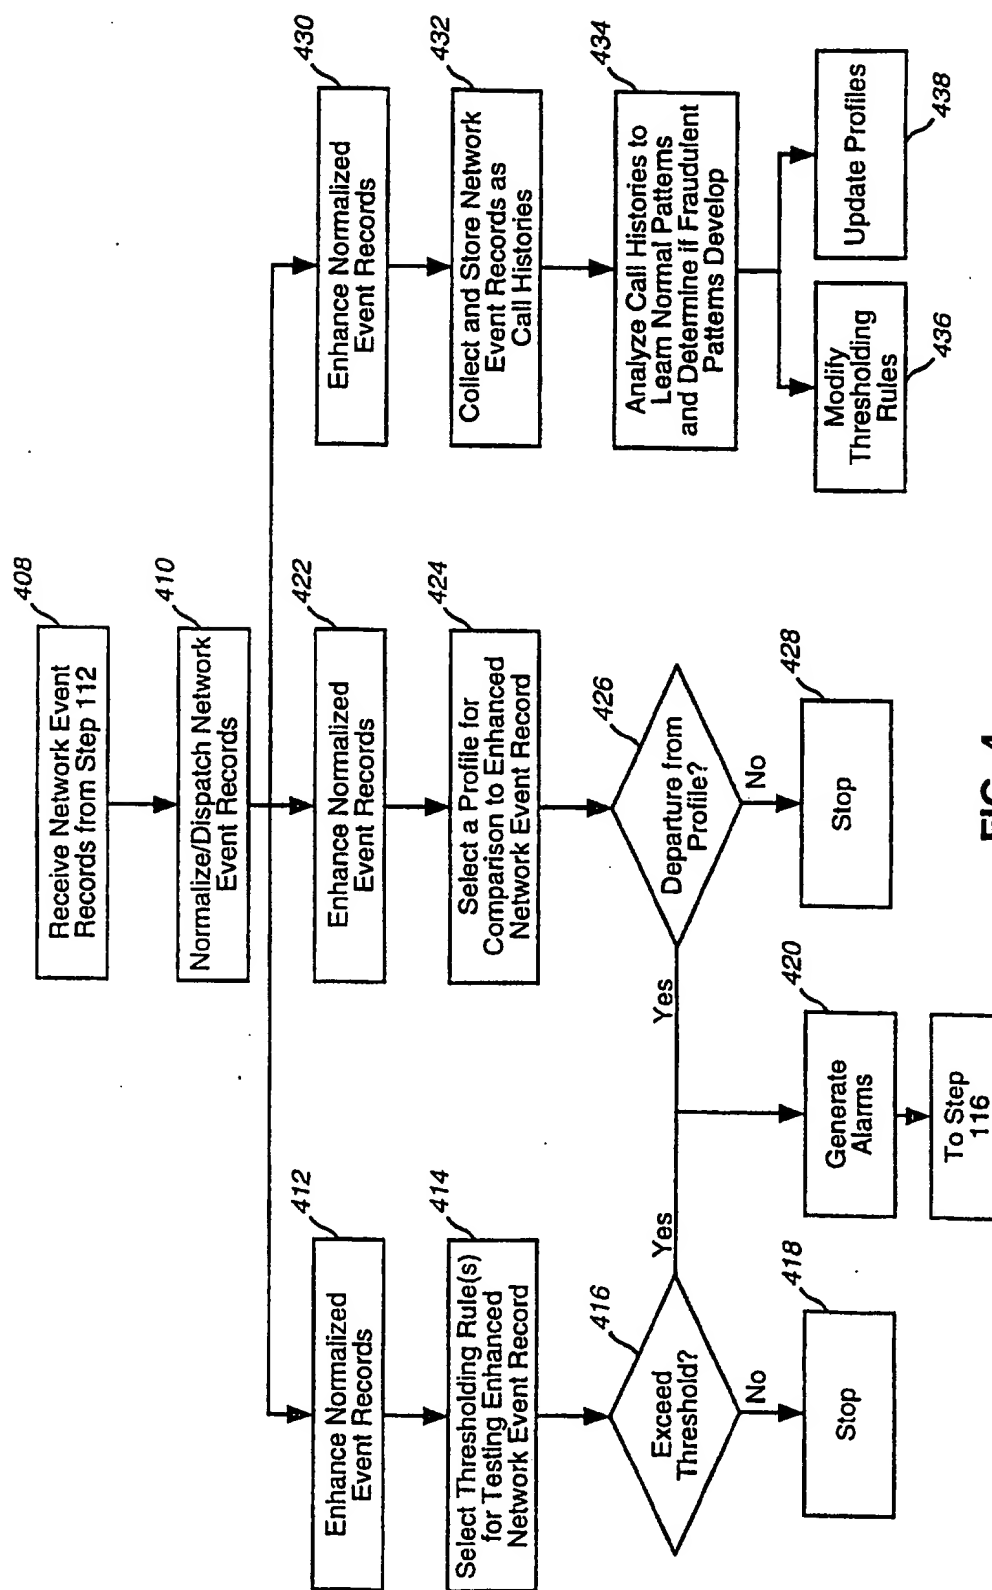 408
Receive Network Event
Records from Step 112
410
Normalize/Dispatch Network
Event Records
412
Enhance Normalized
Event Records
414
Select Thresholding Rule(s)
for Testing Enhanced
Network Event Record
416
Exceed
Threshold?
Yes
No
418
Stop
420
Generate
Alarms
To Step
116
422
Enhance Normalized
Event Records
424
Select a Profile for
Comparison to Enhanced
Network Event Record
426
Departure from
Profile?
Yes
No
428
Stop
430
Enhance Normalized
Event Records
432
Collect and Store Network
Event Records as
Call Histories
434
Analyze Call Histories to
Learn Normal Patterns
and Determine if Fraudulent
Patterns Develop
Modify
Thresholding
Rules
436
Update Profiles
438
FIG. 4